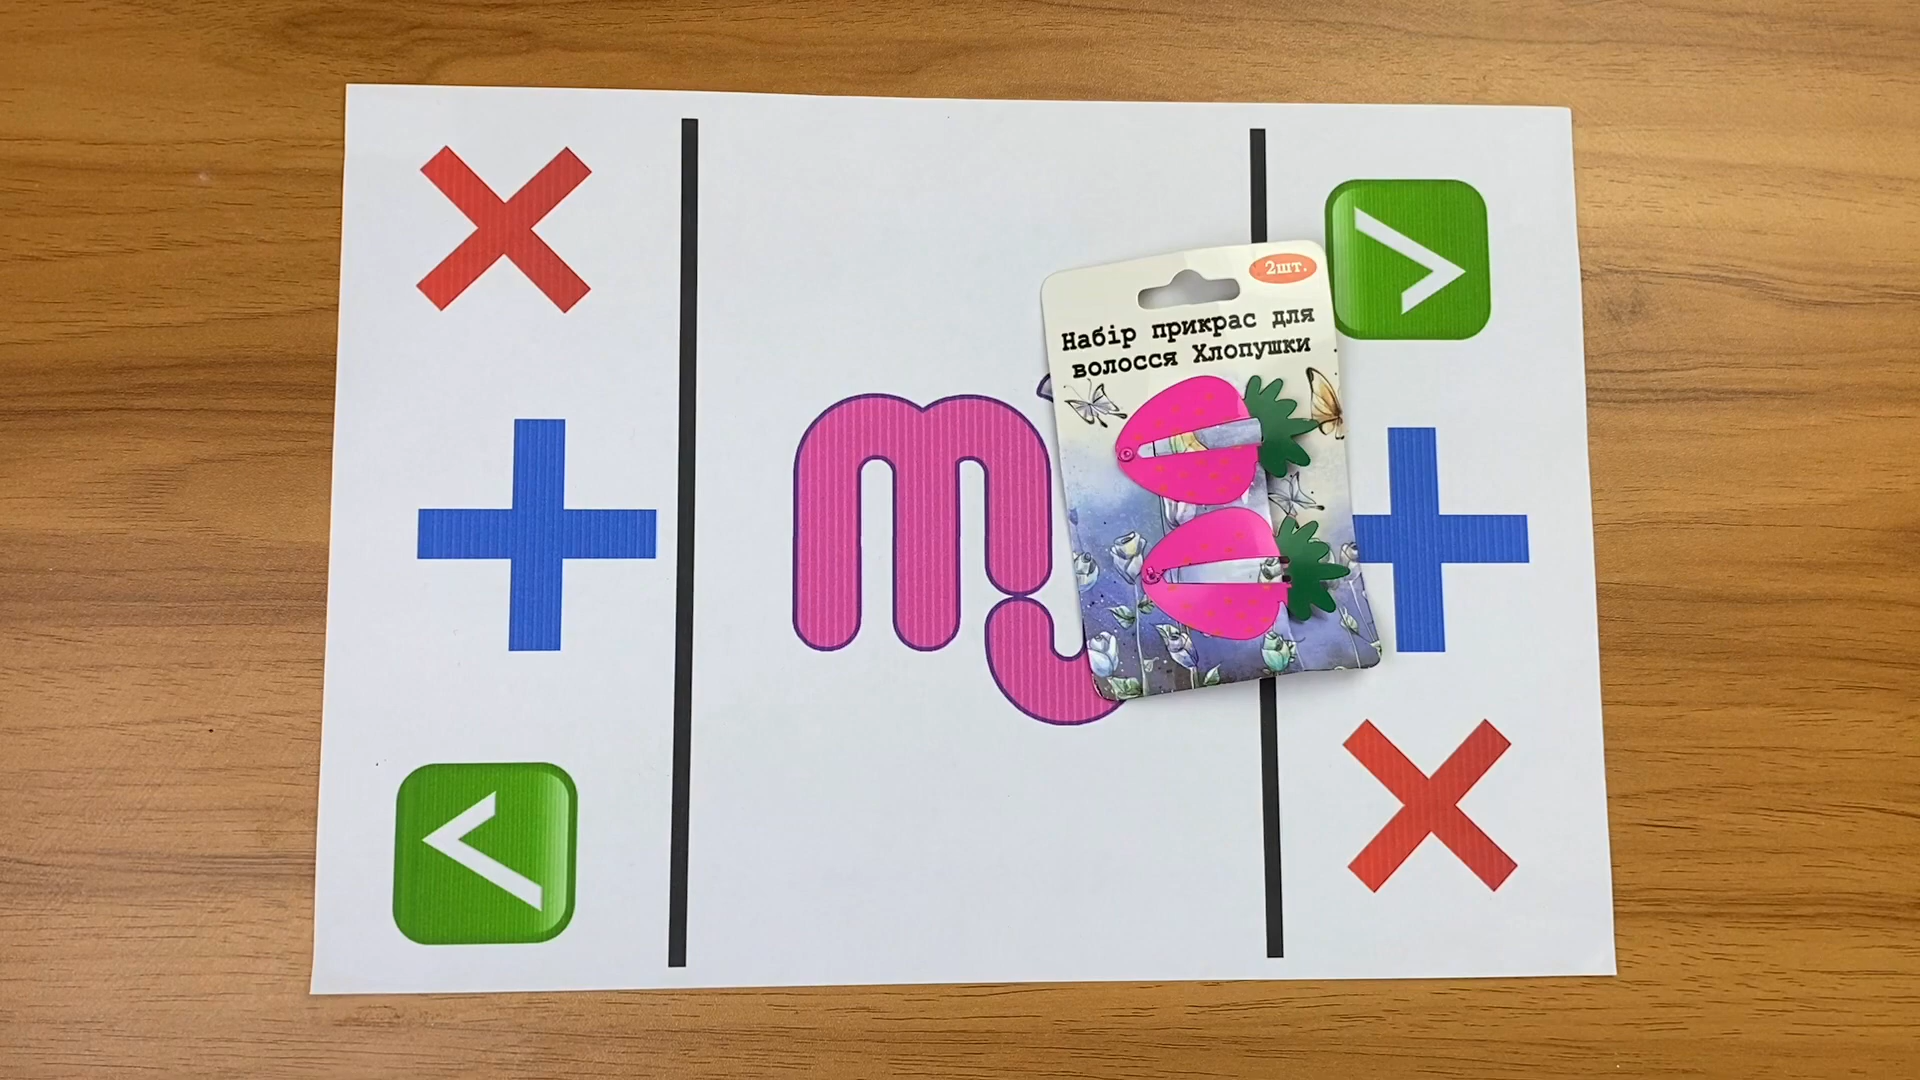 2шт.
Набір прикрас для
волосся Хлопушки